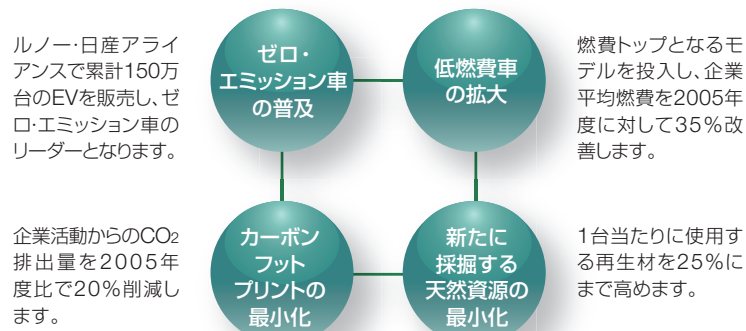 ルノー・日産アライ
アンスで累計150万
台のEVを販売し、ゼ
ロ・エミッション車の
リーダーとなります。
ゼロ・
エミッション車
の普及
低燃費車
の拡大
燃費トップとなるモ
デルを投入し、企業
平均燃費を2005年
度に対して35%改
善します。
企業活動からのCO2
排出量を2005年
度比で20%削減し
ます。
カーボン
フット
プリントの
最小化
新たに
採掘する
天然資源の
最小化
1台当たりに使用す
る再生材を25%に
まで高めます。